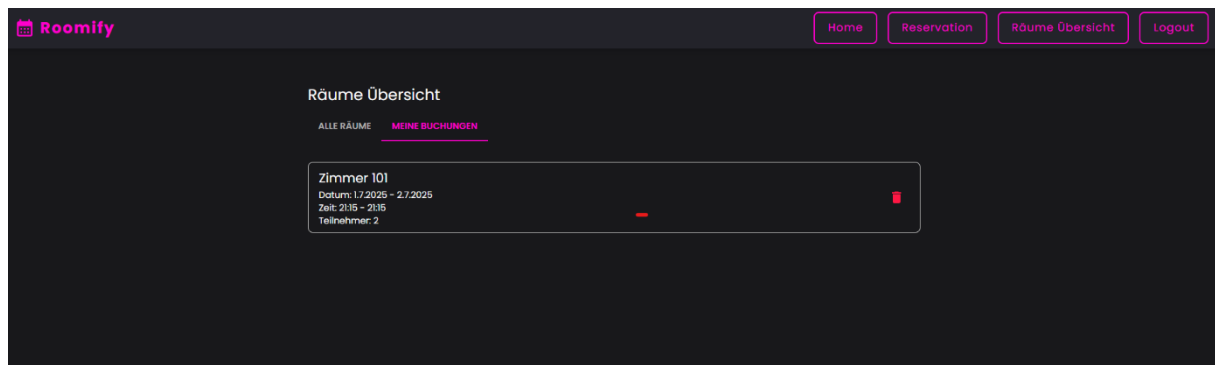 Roomify
Home
Reservation
Räume Übersicht
Logout
Räume Übersicht
ALLE RÄUME
MEINE BUCHUNGEN
Zimmer 101
Datum: 1.7.2025 - 2.7.2025
Zeit: 21:15 - 21:15
Teilnehmer: 2